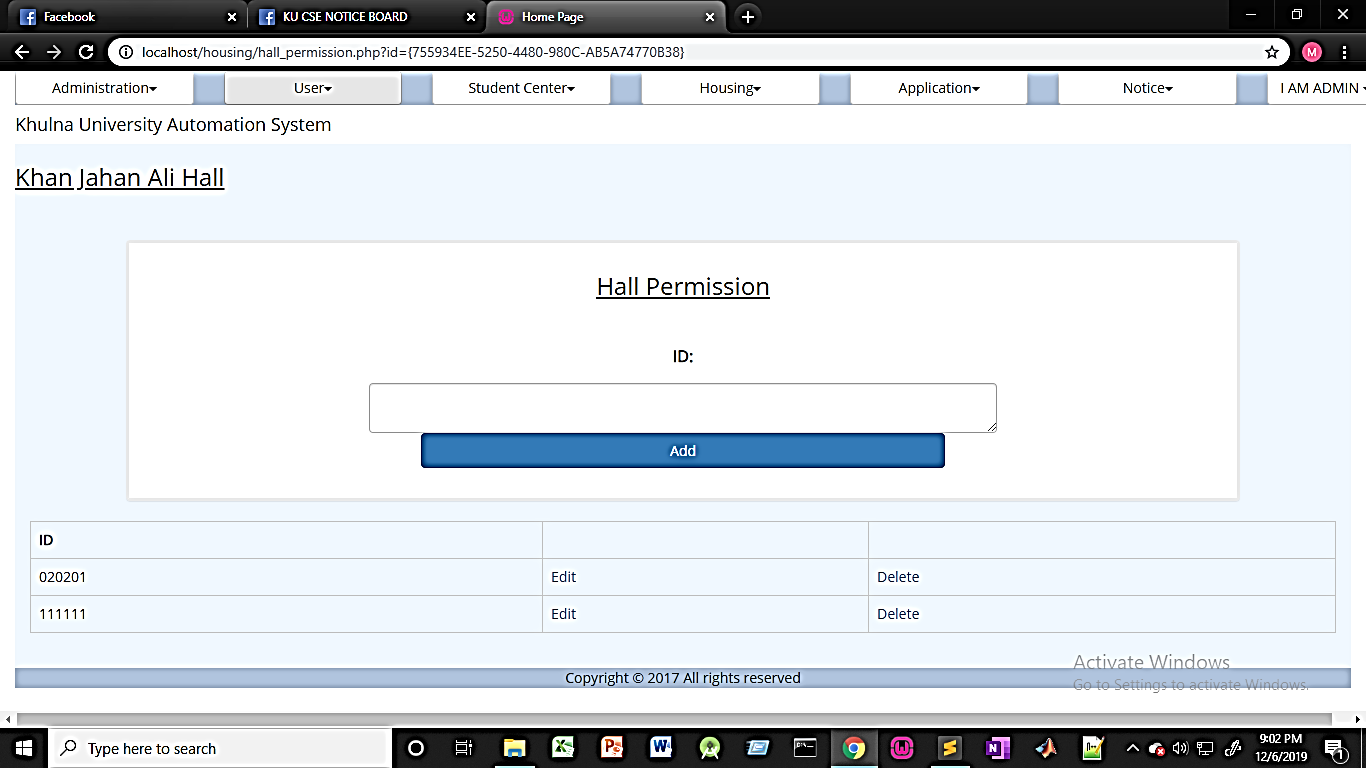 Facebook
KU CSE NOTICE BOARD
Home Page
localhost/housing/hall_permission.php?id={755934EE-5250-4480-980C-AB5A74770B38}
M
Administration
User
Student Center
Housing
Application
Notice
I AM ADMIN
Khulna University Automation System
Khan Jahan Ali Hall
Hall Permission
ID:
Add
ID
020201 Edit Delete
111111 Edit Delete
Activate Windows
Go to Settings to activate Windows.
Copyright © 2017 All rights reserved
Type here to search
9:02 PM
12/6/2019
1